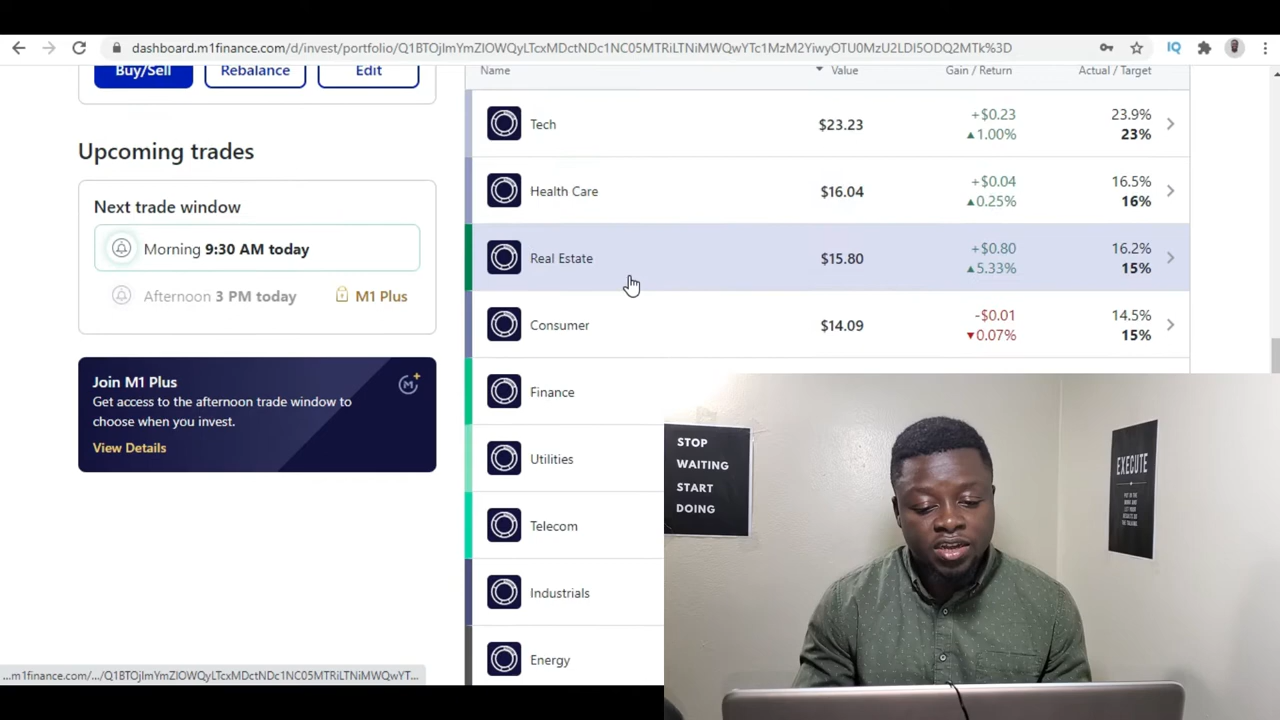 dashboard.m1finance.com/d/invest/portfolio/Q1BTOjImYmZlOWQyLTcxMDctNDc1NC05MTRiLTNiMWQwYTc1MzM2YiwyOTU0MzU2LDI5ODQ2MTk%3D
IQ
Buy/Sell Rebalance Edit
Upcoming trades
Next trade window
Morning 9:30 AM today
Afternoon 3 PM today M1 Plus
Join M1 Plus
Get access to the afternoon trade window to
choose when you invest.
View Details
Name Value Gain / Return Actual / Target
Tech $23.23 +$0.23 23.9%
1.00% 23%
Health Care $16.04 +$0.04 16.5%
0.25% 16%
Real Estate $15.80 +$0.80 16.2%
5.33% 15%
Consumer $14.09 -$0.01 14.5%
0.07% 15%
Finance
Utilities
Telecom
Industrials
Energy
...m1finance.com/.../Q1BTOjImYmZlOWQyLTcxMDctNDc1NC05MTRiLTNiMWQwYT...
STOP
WAITING
START
DOING
EXECUTE